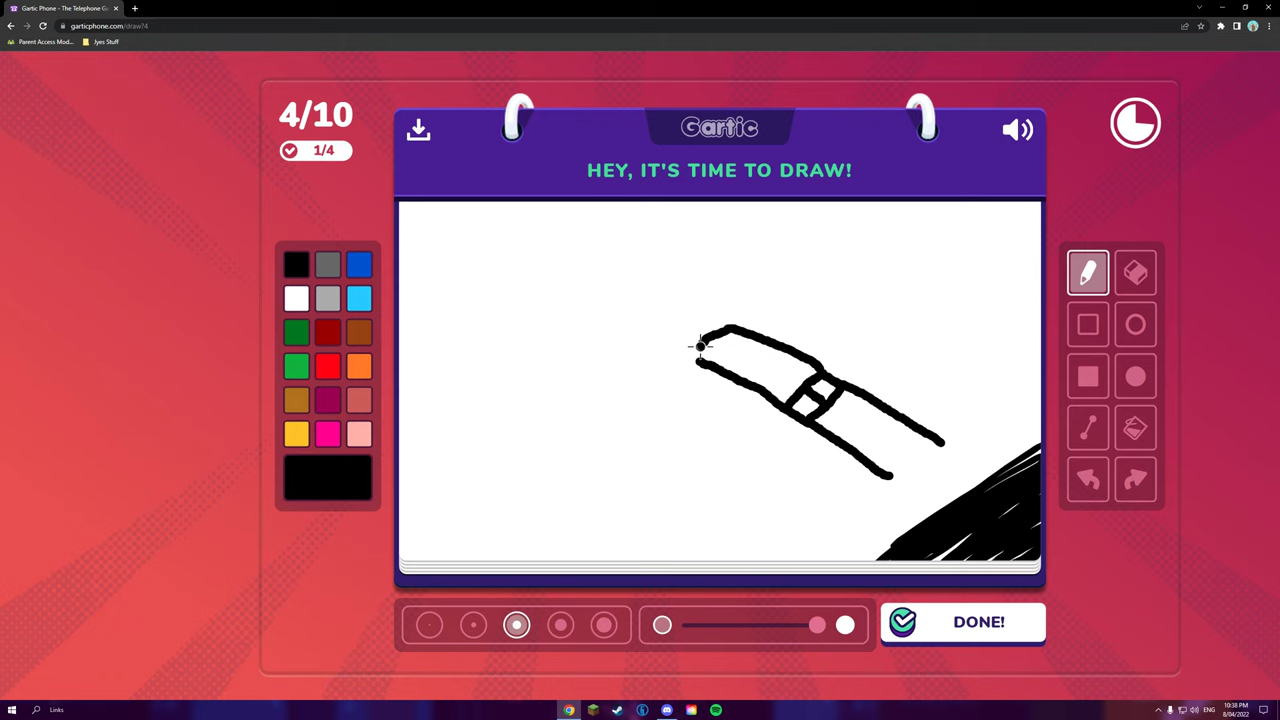 Gartic Phone - The Telephone G
garticphone.com/draw?4
Parent Access Mod...
Jyes Stuff
4/10
1/4
Gartic
HEY, IT'S TIME TO DRAW!
DONE!
Links
ENG
10:38 PM
8/04/2022